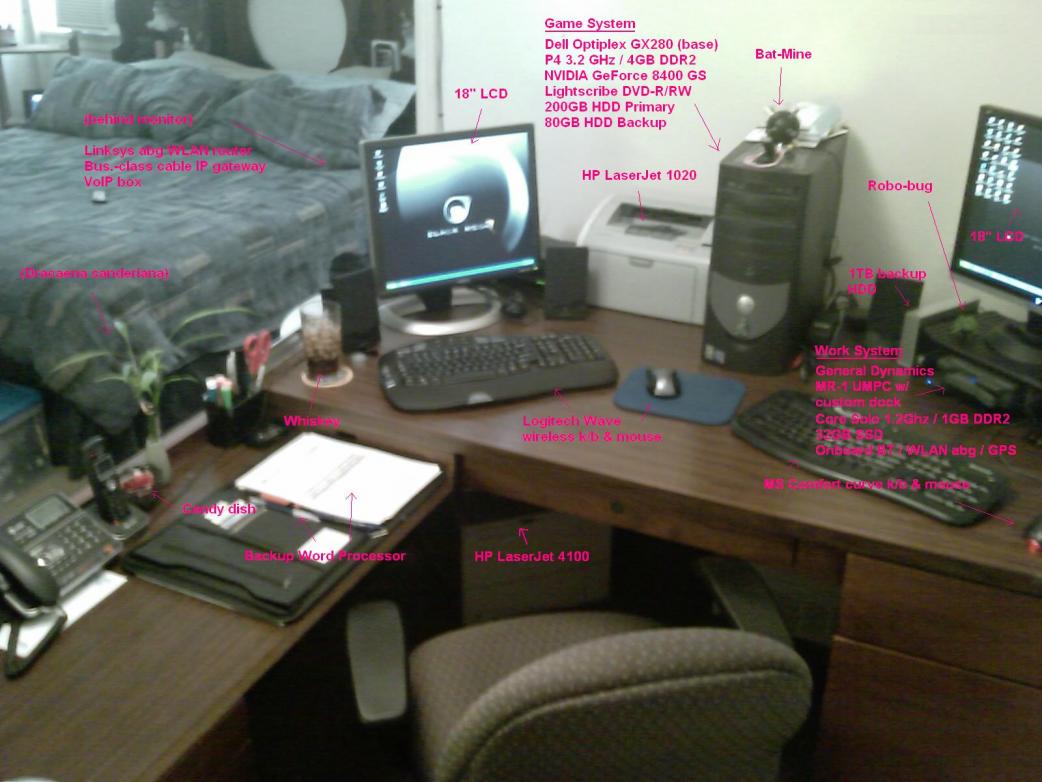 Game System
Dell Optiplex GX280 (base)
P4 3.2 GHz / 4GB DDR2
NVIDIA GeForce 8400 GS
Lightscribe DVD-R/RW
200GB HDD Primary
80GB HDD Backup
Bat-Mine
18" LCD
(behind monitor)
Linksys abg WLAN router
Bus.-class cable IP gateway
VoIP box
HP LaserJet 1020
Robo-bug
18" LCD
BLACK MESA
(Dracaena sanderiana)
1TB backup
HDD
Work System
General Dynamics
MR-1 UMPC w/
custom dock
Core Solo 1.2Ghz / 1GB DDR2
32GB SSD
Onboard BT / WLAN abg / GPS
Whiskey
Logitech Wave
wireless k/b & mouse
MS Comfort curve k/b & mouse
Candy dish
Backup Word Processor
HP LaserJet 4100